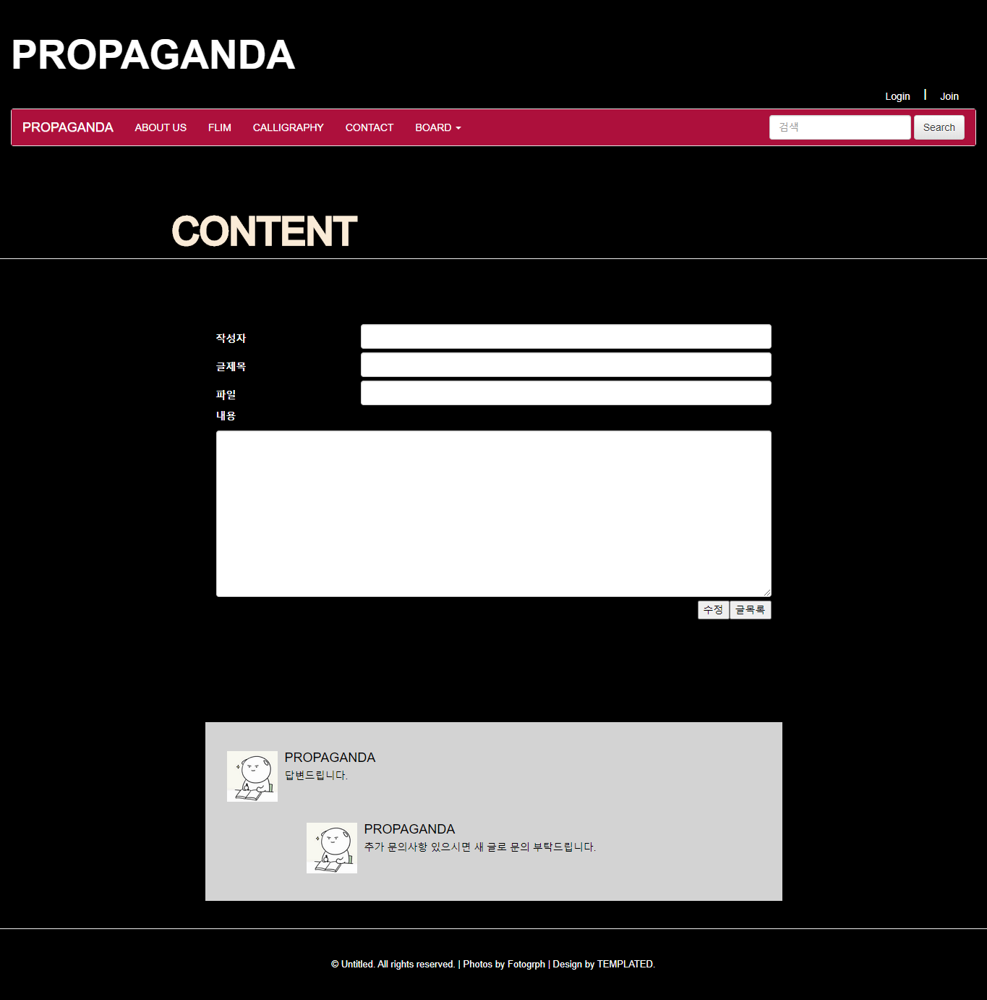 PROPAGANDA
Login | Join
PROPAGANDA ABOUT US FLIM CALLIGRAPHY CONTACT BOARD 검색 Search
CONTENT
작성자
글제목
파일
내용
수정 글목록
PROPAGANDA
답변드립니다.
PROPAGANDA
추가 문의사항 있으시면 새 글로 문의 부탁드립니다.
© Untitled. All rights reserved. | Photos by Fotogrph | Design by TEMPLATED.